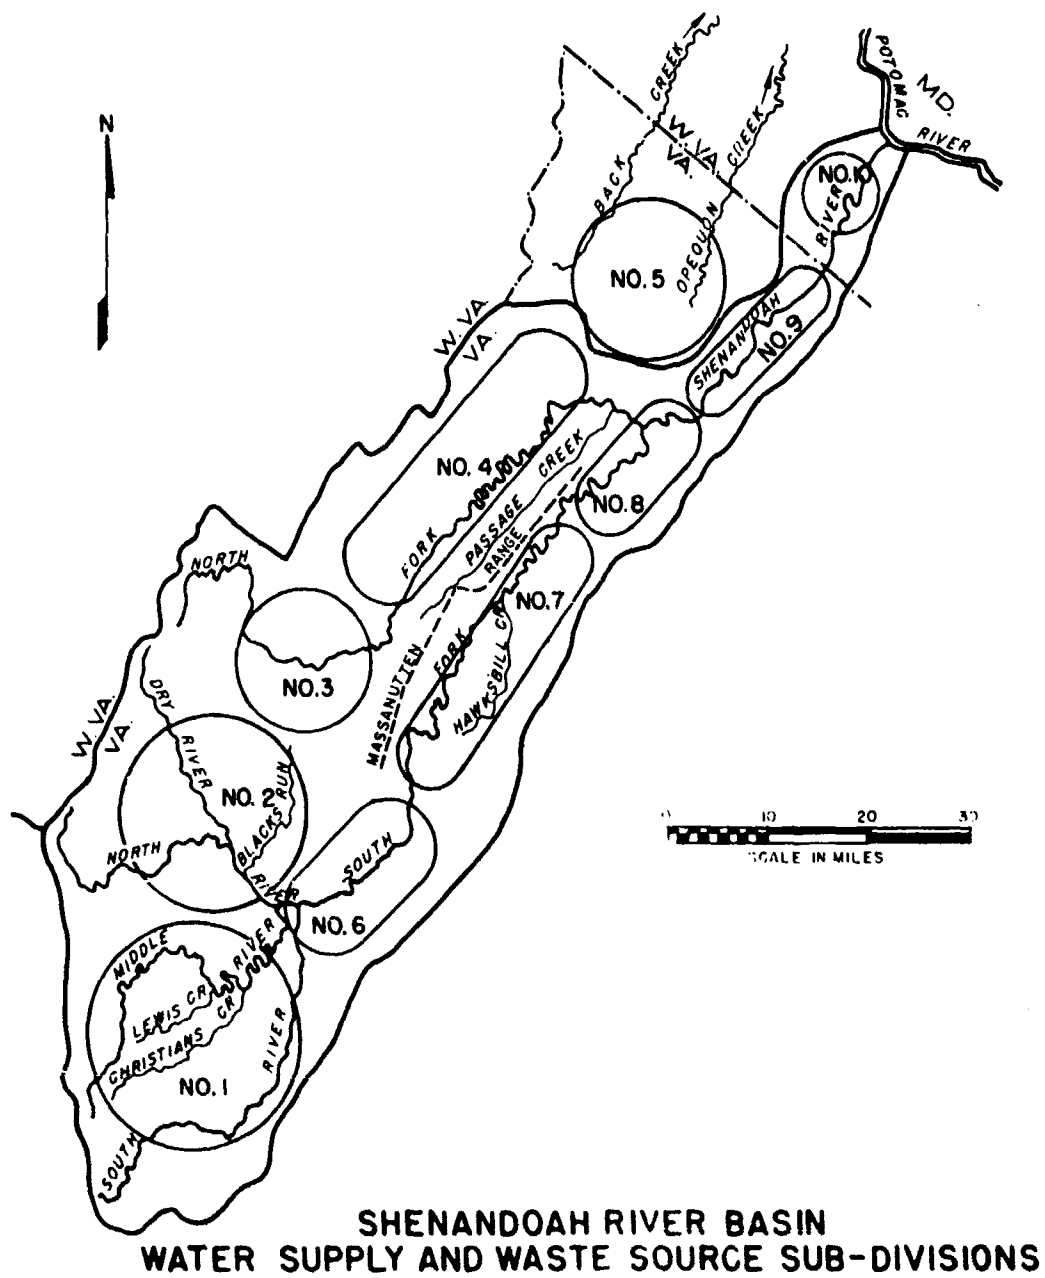 N
BACK CREEK
OPEQUON CREEK
W. VA.
VA.
POTOMAC RIVER
MD.
NO. 10
RIVER
NO. 5
SHENANDOAH
NO. 9
W. VA.
VA.
NO. 4
FORK
PASSAGE CREEK
RANGE
NO. 8
NORTH
NO. 7
NO. 3
MASSANUTTEN
FORK
HAWKSBILL CR.
W. VA.
VA.
DRY RIVER
NO. 2
BLACKS RUN
NORTH
RIVER
SOUTH
NO. 6
MIDDLE
RIVER
LEWIS CR.
CHRISTIANS CR.
RIVER
NO. 1
SOUTH
10 20 30
SCALE IN MILES
SHENANDOAH RIVER BASIN
WATER SUPPLY AND WASTE SOURCE SUB-DIVISIONS